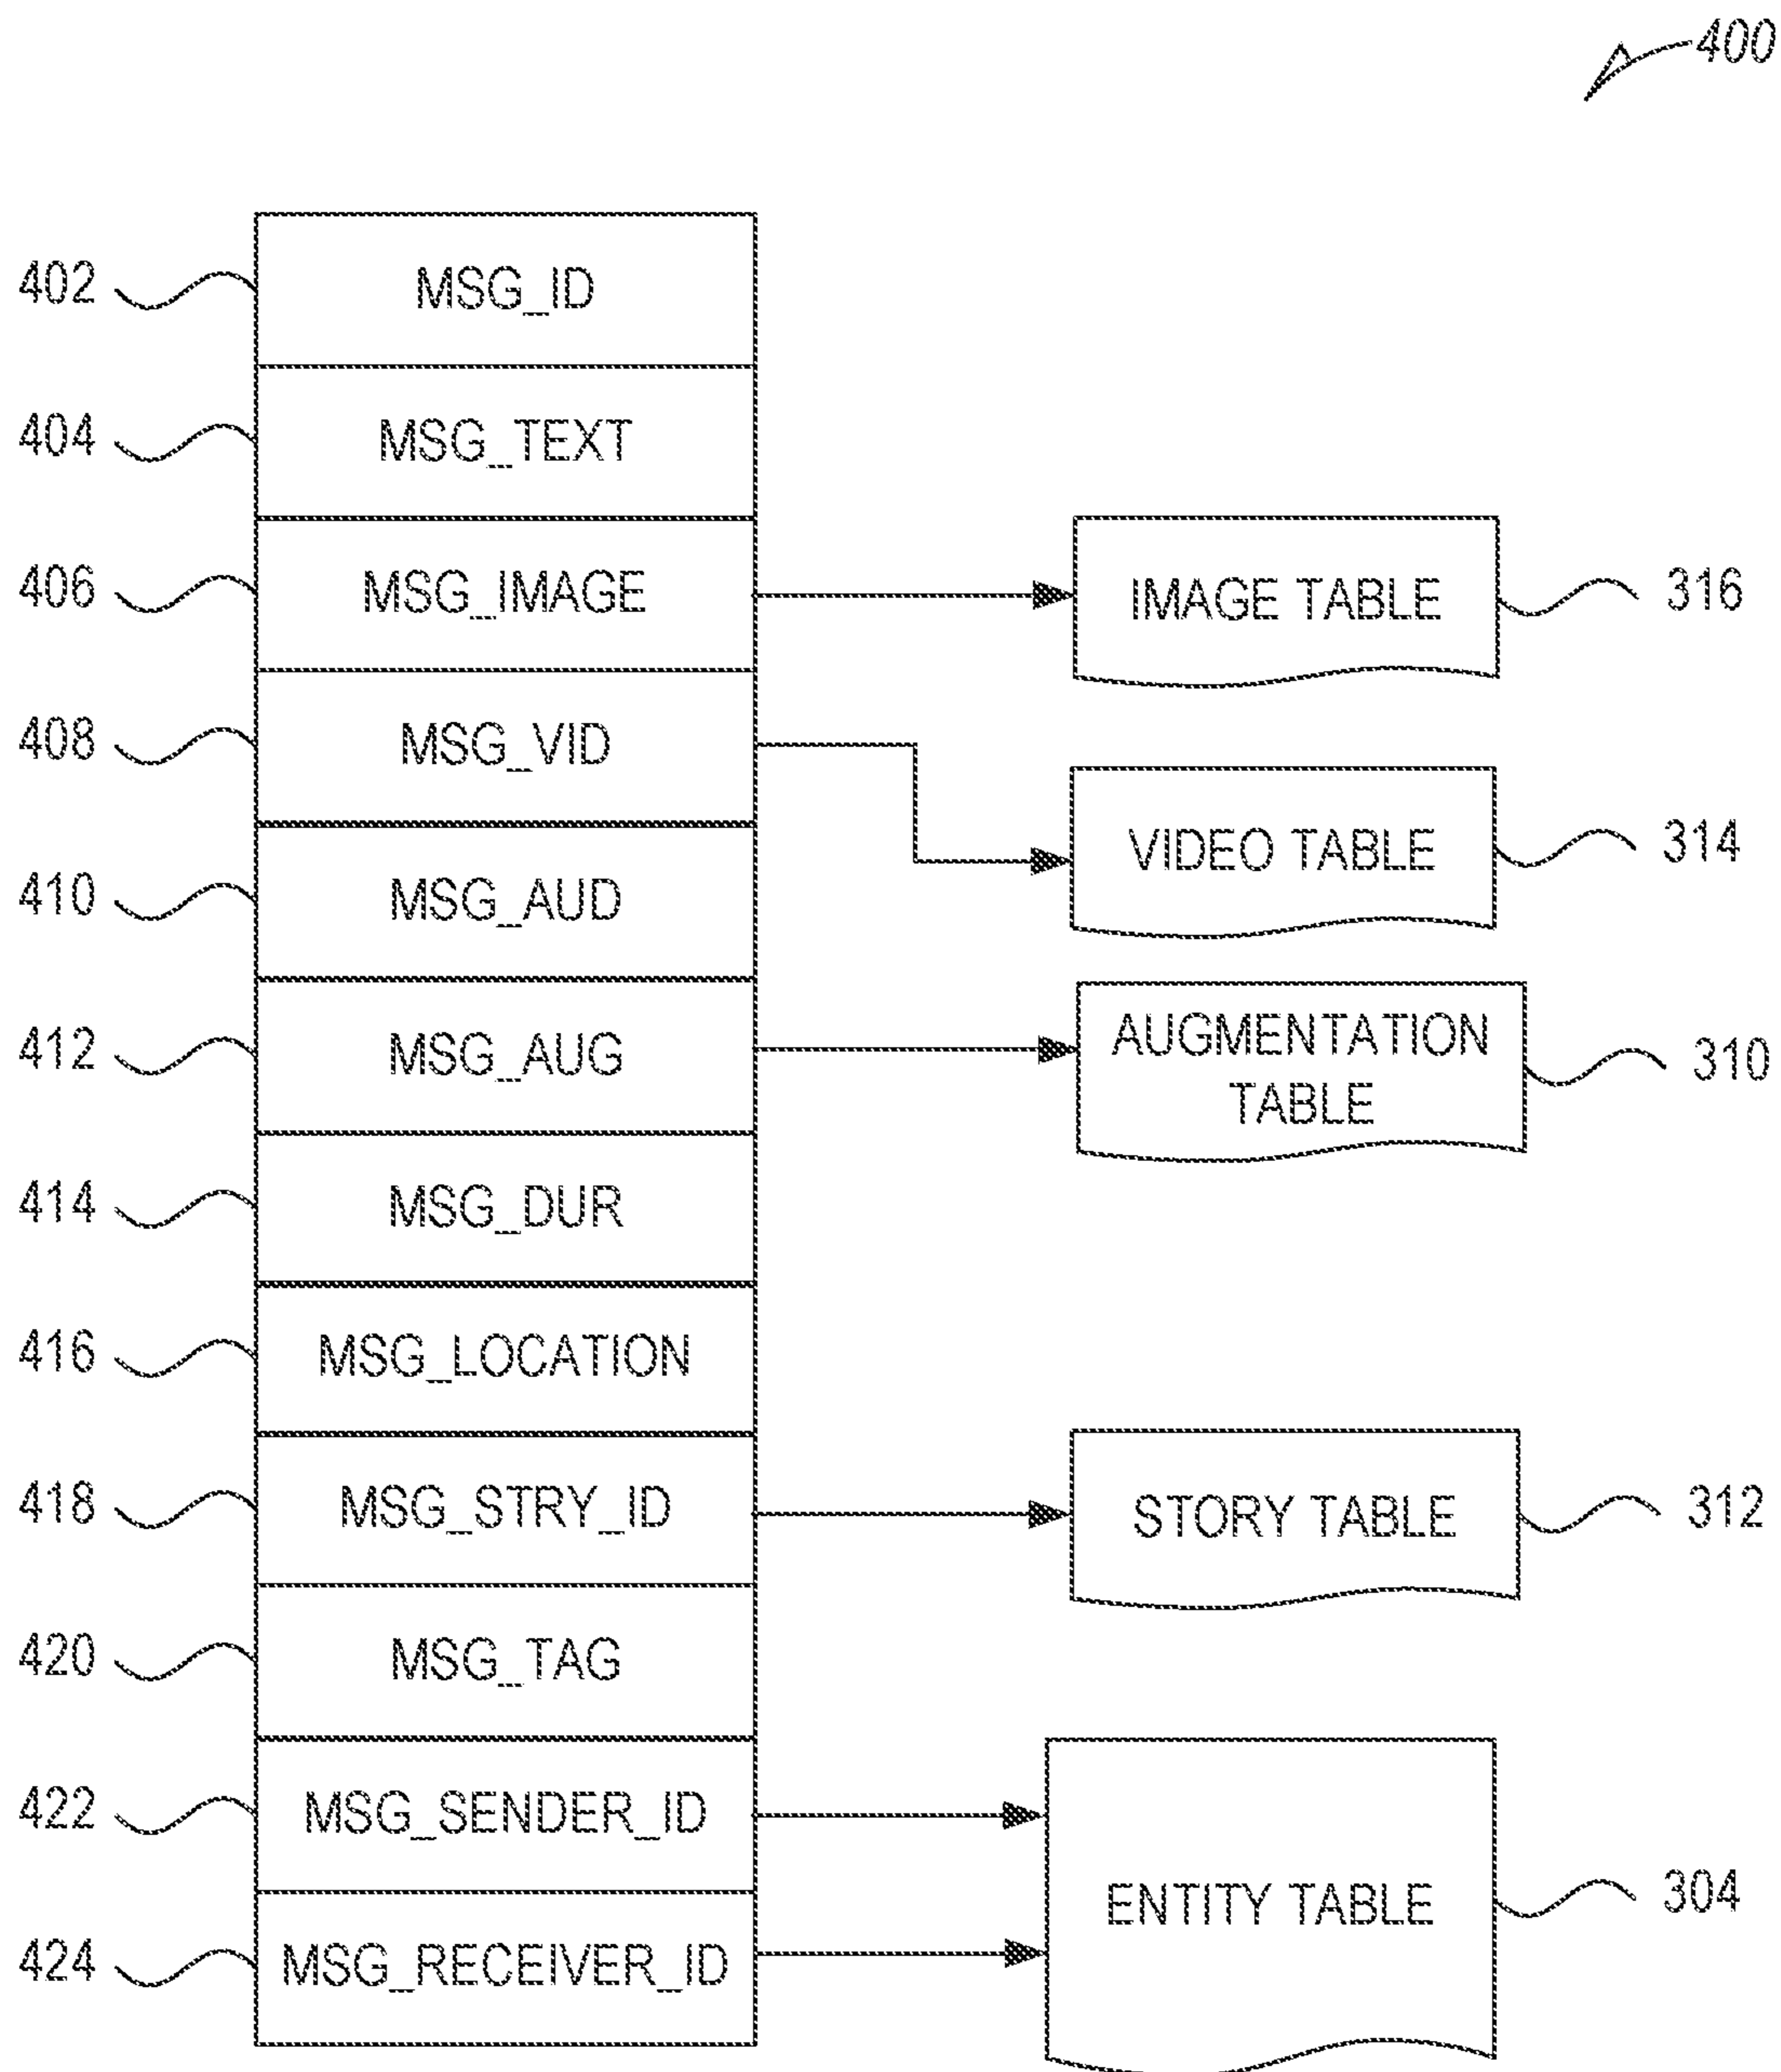 400
402 MSG_ID
404 MSG_TEXT
406 MSG_IMAGE IMAGE TABLE 316
408 MSG_VID
VIDEO TABLE 314
410 MSG_AUD
412 MSG_AUG AUGMENTATION
TABLE 310
414 MSG_DUR
416 MSG_LOCATION
418 MSG_STRY_ID STORY TABLE 312
420 MSG_TAG
422 MSG_SENDER_ID
ENTITY TABLE 304
424 MSG_RECEIVER_ID